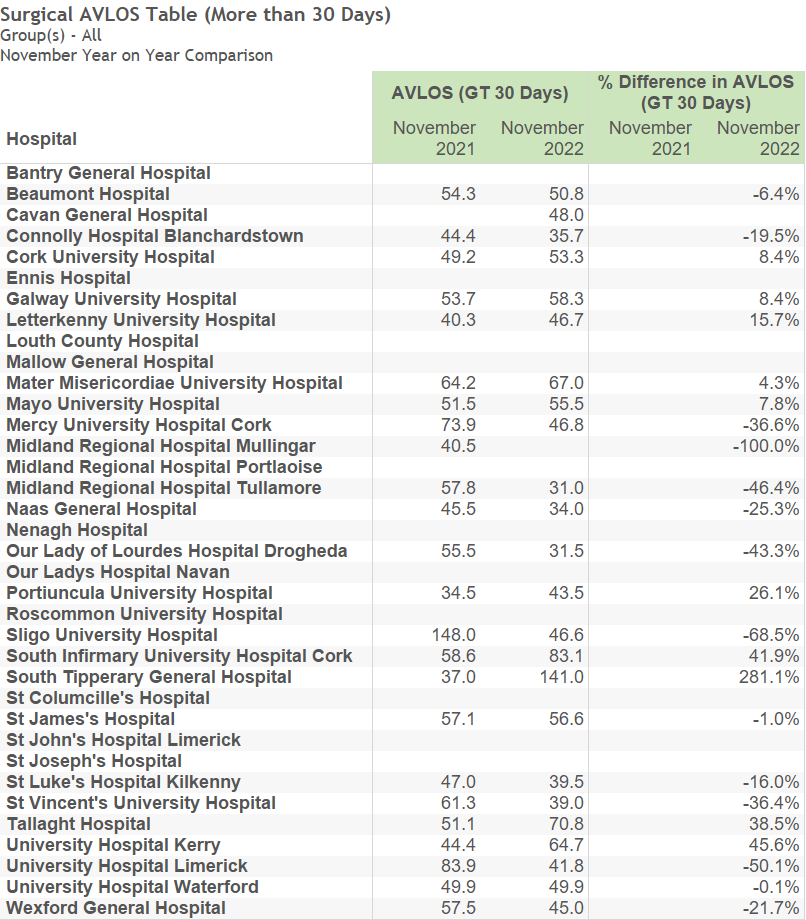 Surgical AVLOS Table (More than 30 Days)
Group(s) - All
November Year on Year Comparison
AVLOS (GT 30 Days) % Difference in AVLOS (GT 30 Days)
Hospital November 2021 November 2022 November 2021 November 2022
Bantry General Hospital
Beaumont Hospital 54.3 50.8 -6.4%
Cavan General Hospital 48.0
Connolly Hospital Blanchardstown 44.4 35.7 -19.5%
Cork University Hospital 49.2 53.3 8.4%
Ennis Hospital
Galway University Hospital 53.7 58.3 8.4%
Letterkenny University Hospital 40.3 46.7 15.7%
Louth County Hospital
Mallow General Hospital
Mater Misericordiae University Hospital 64.2 67.0 4.3%
Mayo University Hospital 51.5 55.5 7.8%
Mercy University Hospital Cork 73.9 46.8 -36.6%
Midland Regional Hospital Mullingar 40.5 -100.0%
Midland Regional Hospital Portlaoise
Midland Regional Hospital Tullamore 57.8 31.0 -46.4%
Naas General Hospital 45.5 34.0 -25.3%
Nenagh Hospital
Our Lady of Lourdes Hospital Drogheda 55.5 31.5 -43.3%
Our Ladys Hospital Navan
Portiuncula University Hospital 34.5 43.5 26.1%
Roscommon University Hospital
Sligo University Hospital 148.0 46.6 -68.5%
South Infirmary University Hospital Cork 58.6 83.1 41.9%
South Tipperary General Hospital 37.0 141.0 281.1%
St Columcille's Hospital
St James's Hospital 57.1 56.6 -1.0%
St John's Hospital Limerick
St Joseph's Hospital
St Luke's Hospital Kilkenny 47.0 39.5 -16.0%
St Vincent's University Hospital 61.3 39.0 -36.4%
Tallaght Hospital 51.1 70.8 38.5%
University Hospital Kerry 44.4 64.7 45.6%
University Hospital Limerick 83.9 41.8 -50.1%
University Hospital Waterford 49.9 49.9 -0.1%
Wexford General Hospital 57.5 45.0 -21.7%